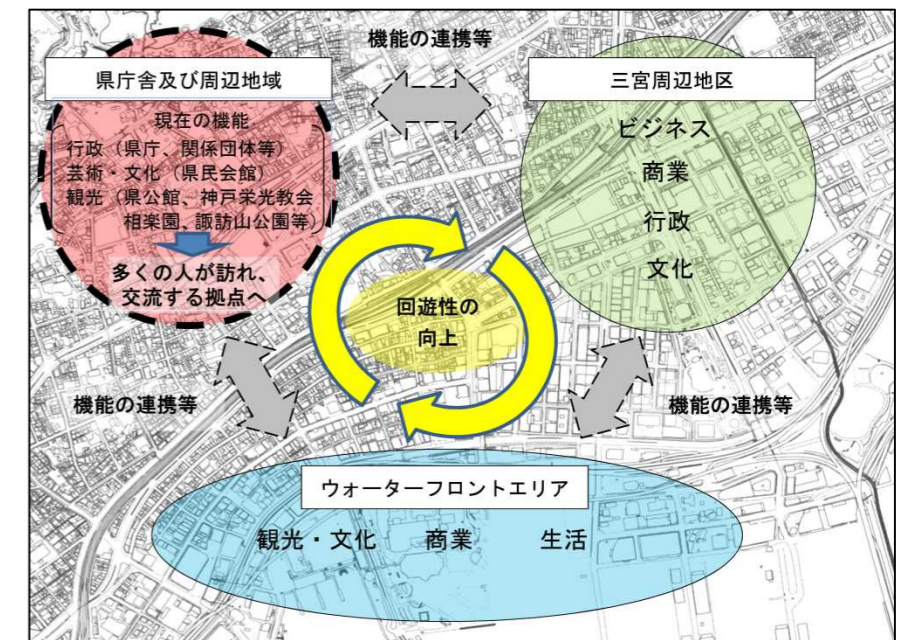 機能の連携等
県庁舎及び周辺地域
現在の機能
行政（県庁、関係団体等）
芸術・文化（県民会館）
観光（県公館、神戸栄光教会
相楽園、諏訪山公園等）
多くの人が訪れ、
交流する拠点へ
三宮周辺地区
ビジネス
商業
行政
文化
回遊性の
向上
機能の連携等
機能の連携等
ウォーターフロントエリア
観光・文化　商業　生活